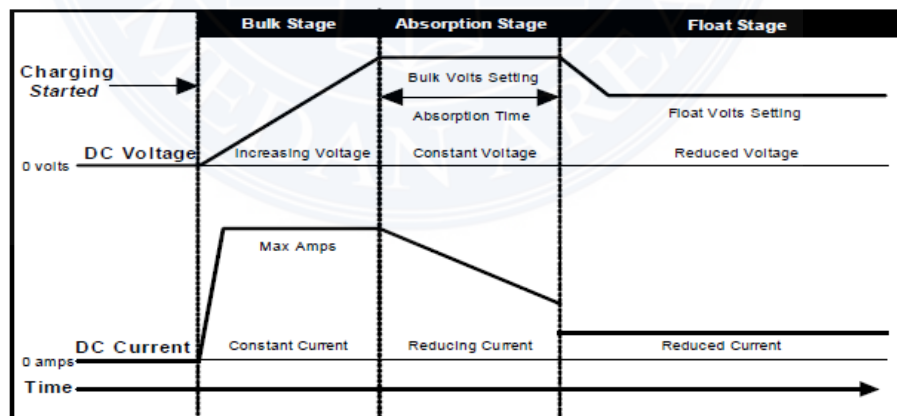 Bulk Stage Absorption Stage Float Stage
Charging
Started
Bulk Volts Setting
Absorption Time
Float Volts Setting
DC Voltage
0 volts
Increasing Voltage Constant Voltage Reduced Voltage
Max Amps
DC Current
0 amps
Constant Current Reducing Current Reduced Current
Time
MEDAN AREA